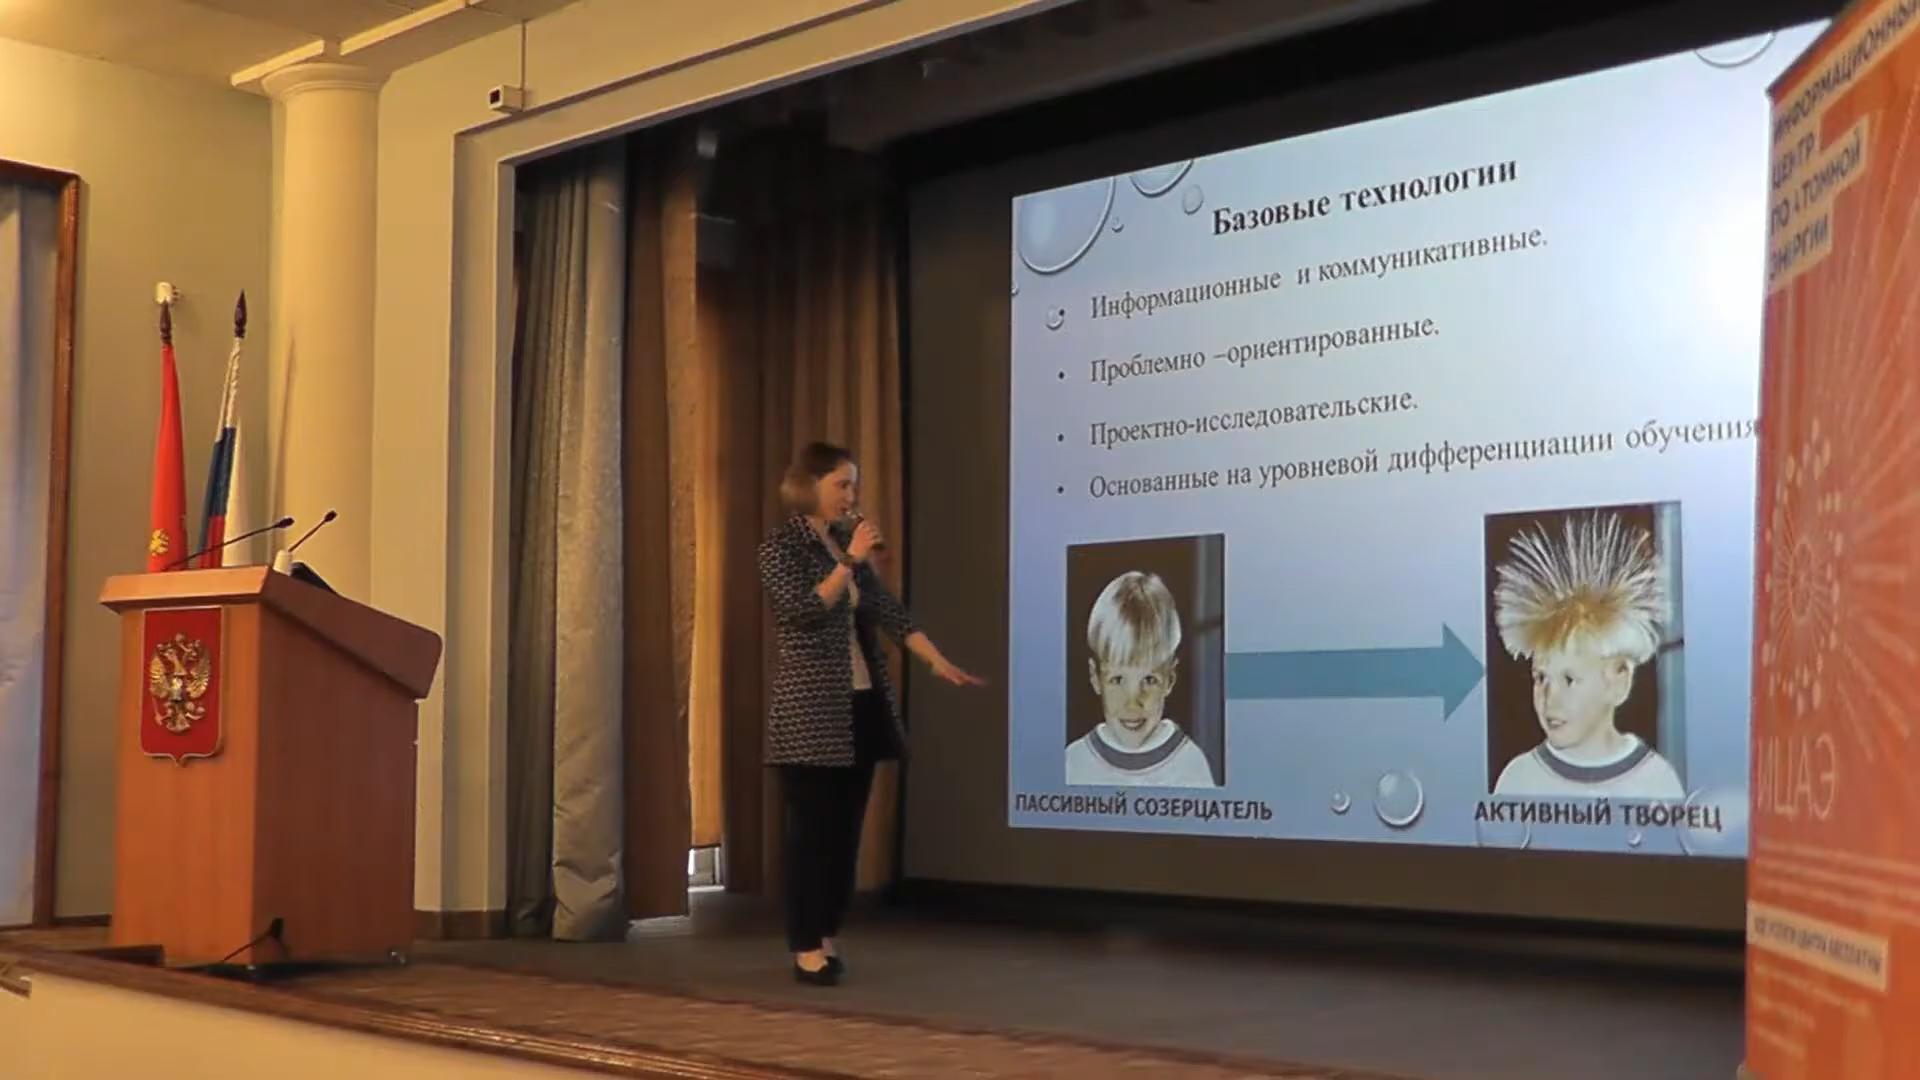 Базовые технологии
Информационные и коммуникативные.
Проблемно –ориентированные.
Проектно-исследовательские.
Основанные на уровневой дифференциации обучения
ПАССИВНЫЙ СОЗЕРЦАТЕЛЬ
АКТИВНЫЙ ТВОРЕЦ
ИНФОРМАЦИОННЫЙ
ЦЕНТР
ПО АТОМНОЙ
ЭНЕРГИИ
ИЦАЭ